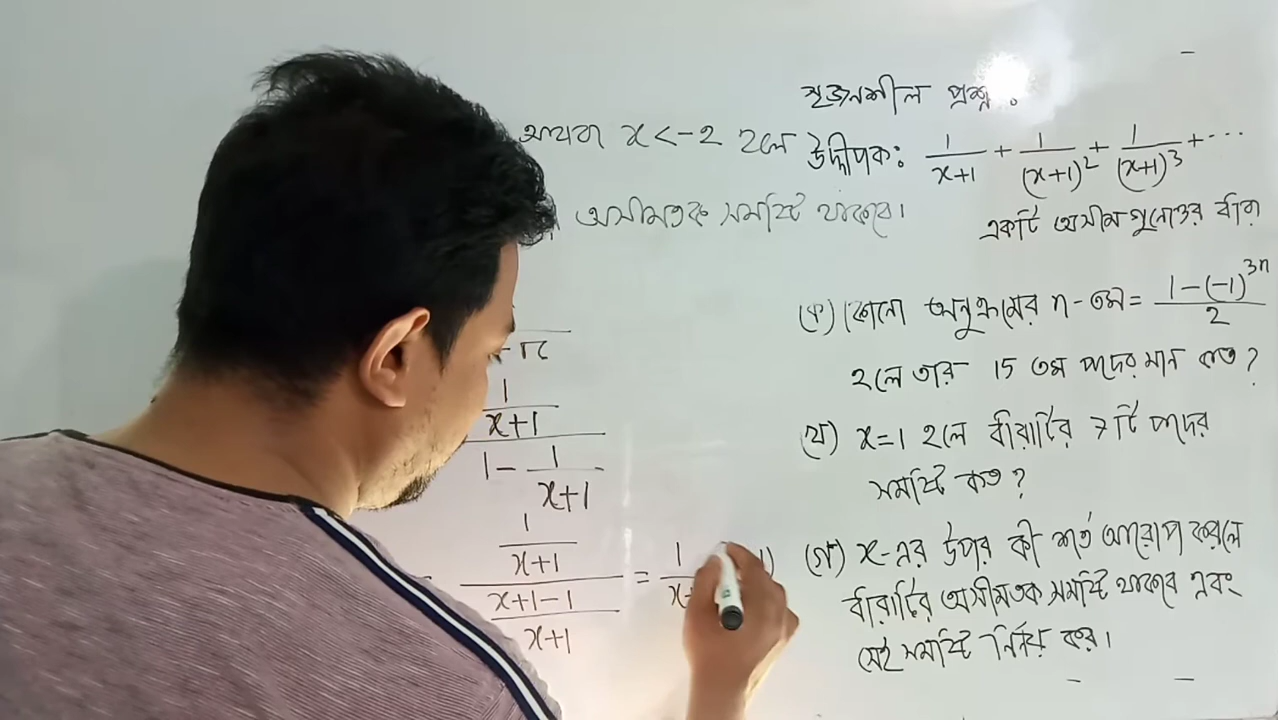 সৃজনশীল প্রশ্ন :
উদ্দীপক: 1/(x+1) + 1/(x+1)^2 + 1/(x+1)^3 + ...
একটি অসীম গুনোত্তর ধারা
(ক) কোনো অনুক্রমের n-তম = (1-(-1)^3n)/2
হলে তার 15 তম পদের মান কত?
(খ) x=1 হলে ধারাটির 7 টি পদের
সমষ্টি কত?
(গ) x-এর উপর কী শর্ত আরোপ করলে
ধারাটির অসীমতক সমষ্টি থাকবে এবং
সেই সমষ্টি নির্নয় কর।
অথবা x<-2 হলে
অসীমতক সমষ্টি থাকবে।
-r
1/(x+1)
1 - 1/(x+1)
1/(x+1)
(x+1-1)/(x+1)
= 1